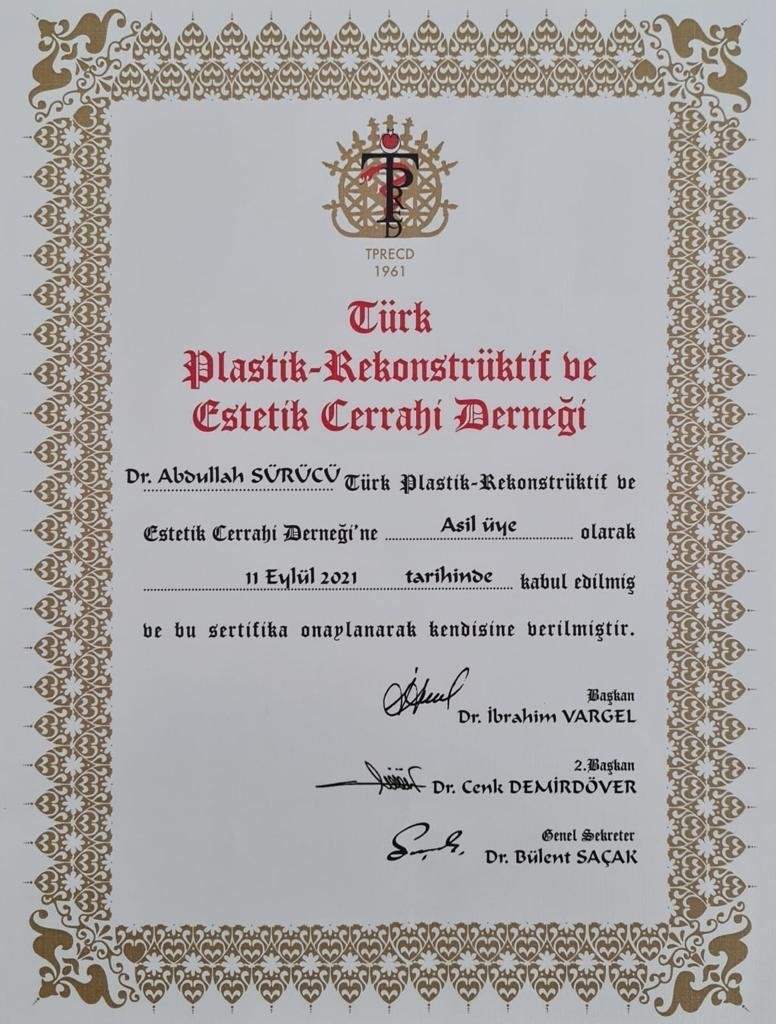 TPRECD
1961
Türk
Plastik-Rekonstrüktif ve
Estetik Cerrahi Derneği
Dr. Abdullah SÜRÜCÜ Türk Plastik-Rekonstrüktif ve
Estetik Cerrahi Derneği'ne Asil üye olarak
11 Eylül 2021 tarihinde kabul edilmiş
ve bu sertifika onaylanarak kendisine verilmiştir.
Başkan
Dr. İbrahim VARGEL
2.Başkan
Dr. Cenk DEMİRDÖVER
Genel Sekreter
Dr. Bülent SAÇAK